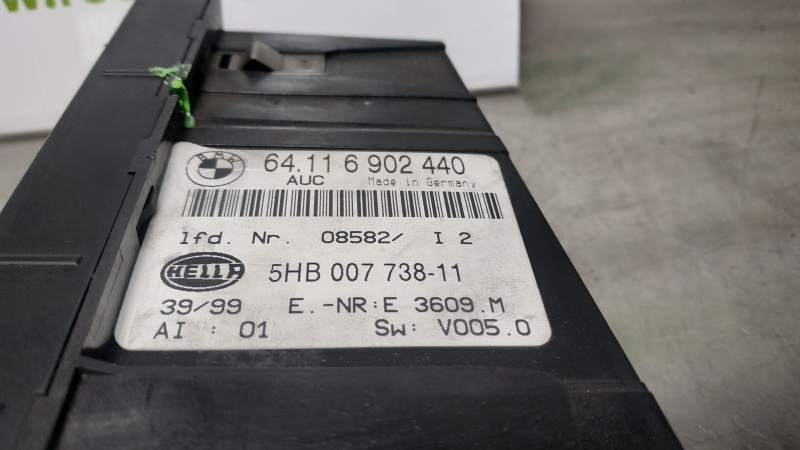 BMW 64.11 6 902 440
AUC Made in Germany
lfd. Nr. 08582/ I 2
HELLA 5HB 007 738-11
39/99 E.-NR:E 3609.M
AI : 01 Sw: V005.0